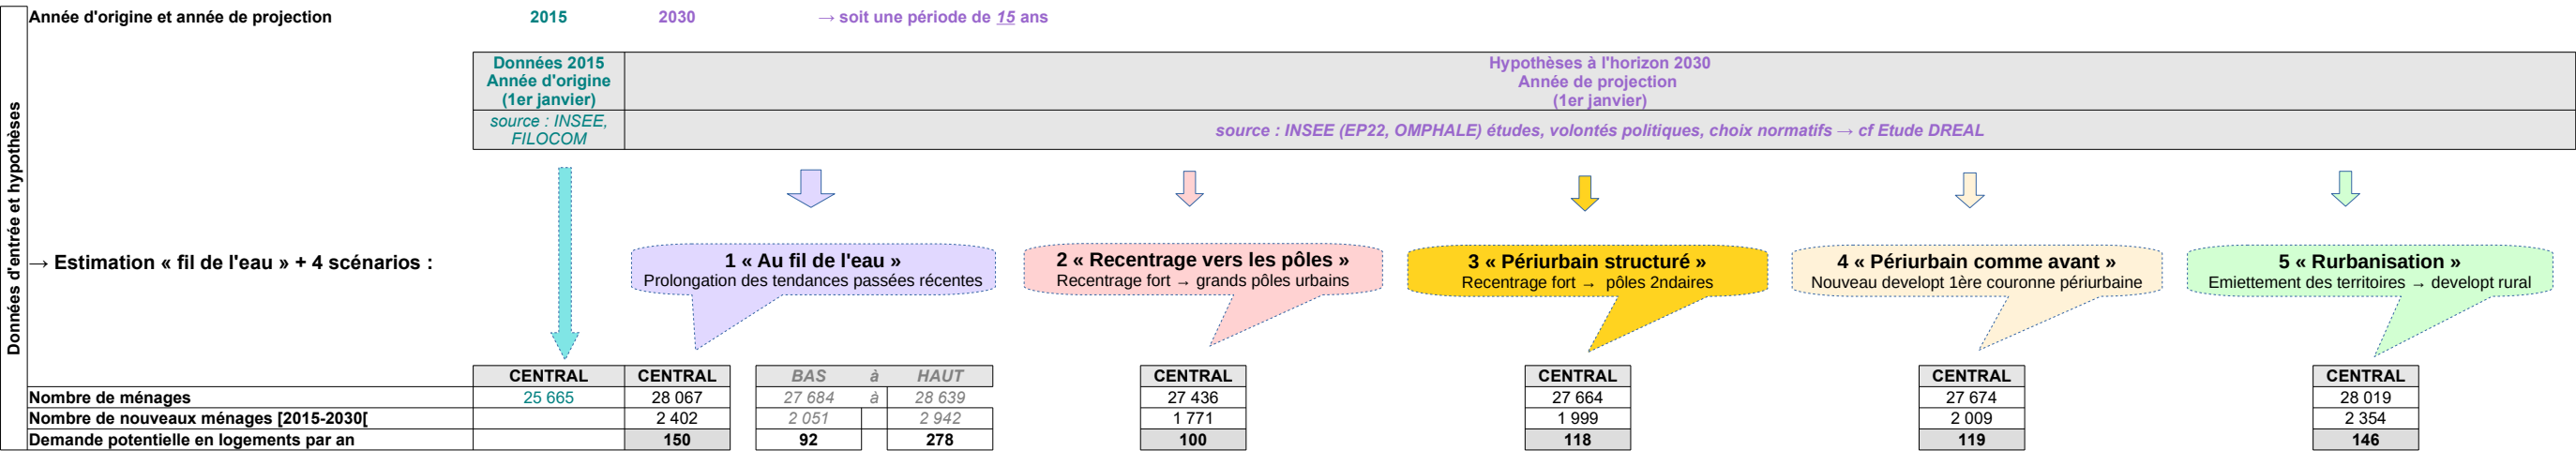 Année d'origine et année de projection 2015 2030 → soit une période de 15 ans
Données 2015
Année d'origine
(1er janvier)
Hypothèses à l'horizon 2030
Année de projection
(1er janvier)
source : INSEE,
FILOCOM
source : INSEE (EP22, OMPHALE) études, volontés politiques, choix normatifs → cf Etude DREAL
Données d'entrée et hypothèses
→ Estimation « fil de l'eau » + 4 scénarios :
1 « Au fil de l'eau »
Prolongation des tendances passées récentes
2 « Recentrage vers les pôles »
Recentrage fort → grands pôles urbains
3 « Périurbain structuré »
Recentrage fort → pôles 2ndaires
4 « Périurbain comme avant »
Nouveau developt 1ère couronne périurbaine
5 « Rurbanisation »
Emiettement des territoires → developt rural
CENTRAL CENTRAL BAS à HAUT CENTRAL CENTRAL CENTRAL CENTRAL
Nombre de ménages 25 665 28 067 27 684 à 28 639 27 436 27 664 27 674 28 019
Nombre de nouveaux ménages [2015-2030[ 2 402 2 051 2 942 1 771 1 999 2 009 2 354
Demande potentielle en logements par an 150 92 278 100 118 119 146